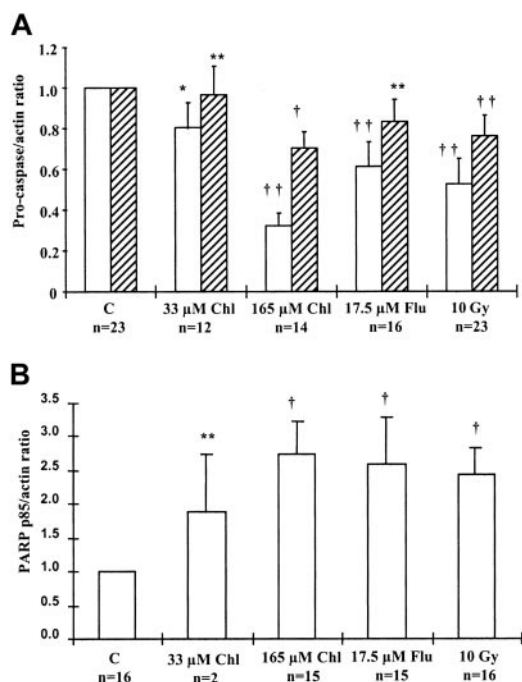 A
Pro-caspase/actin ratio
1.2
1.0
0.8
0.6
0.4
0.2
0
*
**
† †
†
† †
**
† †
† †
C
33 µM Chl
165 µM Chl
17.5 µM Flu
10 Gy
n=23
n=12
n=14
n=16
n=23
B
PARP p85/actin ratio
3.5
3.0
2.5
2.0
1.5
1.0
0.5
0.0
**
†
†
†
C
33 µM Chl
165 µM Chl
17.5 µM Flu
10 Gy
n=16
n=2
n=15
n=15
n=16